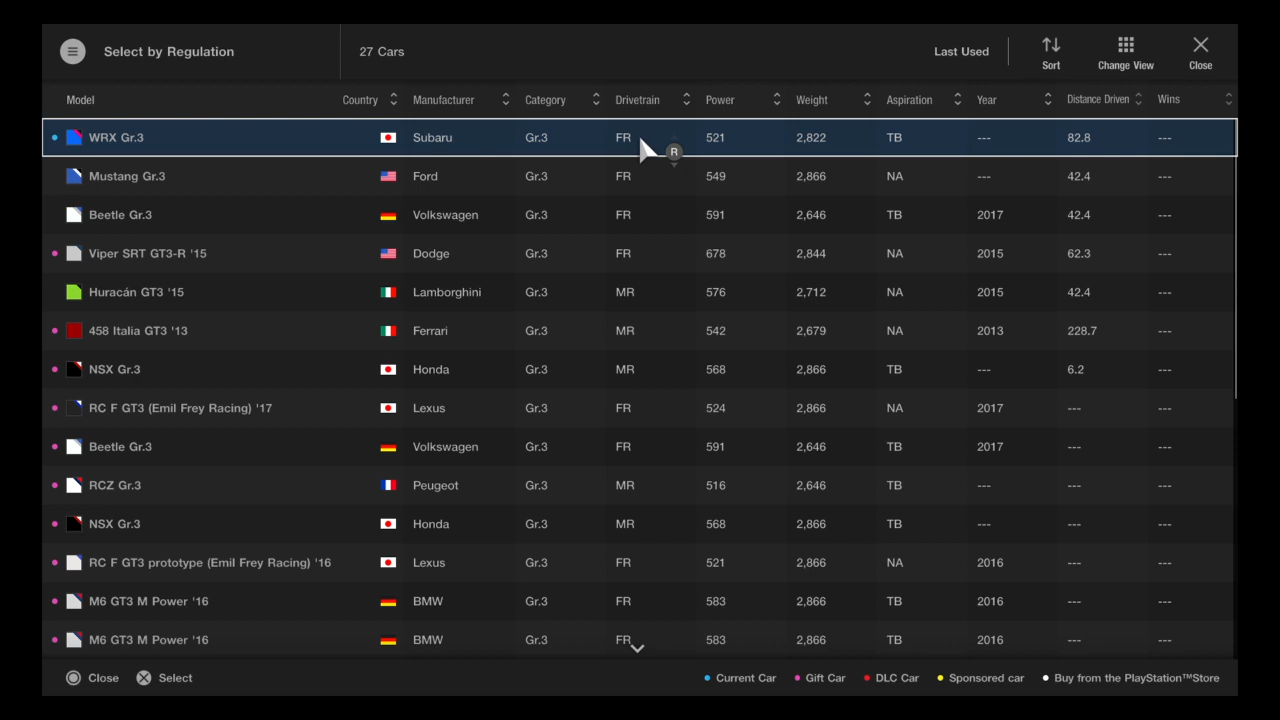 Select by Regulation 27 Cars Last Used Sort Change View Close
Model Country Manufacturer Category Drivetrain Power Weight Aspiration Year Distance Driven Wins
WRX Gr.3 Subaru Gr.3 FR R 521 2,822 TB --- 82.8 ---
Mustang Gr.3 Ford Gr.3 FR 549 2,866 NA --- 42.4 ---
Beetle Gr.3 Volkswagen Gr.3 FR 591 2,646 TB 2017 42.4 ---
Viper SRT GT3-R '15 Dodge Gr.3 FR 678 2,844 NA 2015 62.3 ---
Huracán GT3 '15 Lamborghini Gr.3 MR 576 2,712 NA 2015 42.4 ---
458 Italia GT3 '13 Ferrari Gr.3 MR 542 2,679 NA 2013 228.7 ---
NSX Gr.3 Honda Gr.3 MR 568 2,866 TB --- 6.2 ---
RC F GT3 (Emil Frey Racing) '17 Lexus Gr.3 FR 524 2,866 NA 2017 --- ---
Beetle Gr.3 Volkswagen Gr.3 FR 591 2,646 TB 2017 --- ---
RCZ Gr.3 Peugeot Gr.3 MR 516 2,646 TB --- --- ---
NSX Gr.3 Honda Gr.3 MR 568 2,866 TB --- --- ---
RC F GT3 prototype (Emil Frey Racing) '16 Lexus Gr.3 FR 521 2,866 NA 2016 --- ---
M6 GT3 M Power '16 BMW Gr.3 FR 583 2,866 TB 2016 --- ---
M6 GT3 M Power '16 BMW Gr.3 FR 583 2,866 TB 2016 --- ---
Close Select Current Car Gift Car DLC Car Sponsored car Buy from the PlayStation™Store